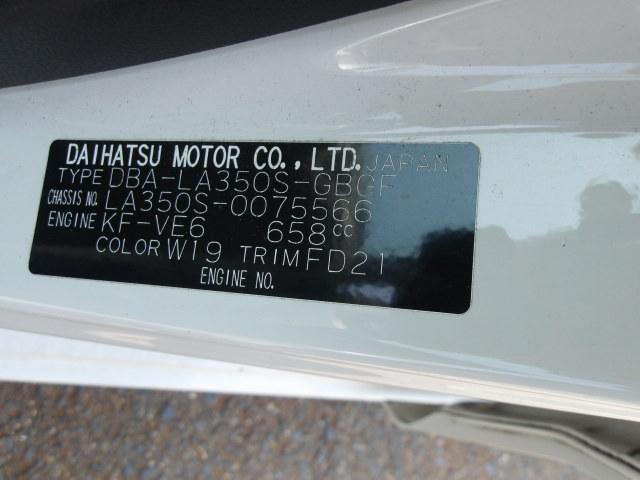 DAIHATSU MOTOR CO., LTD. JAPAN
TYPE DBA-LA350S-GBGF
CHASSIS NO. LA350S-0075566
ENGINE KF-VE6 658cc
COLOR W19 TRIM FD21
ENGINE NO.